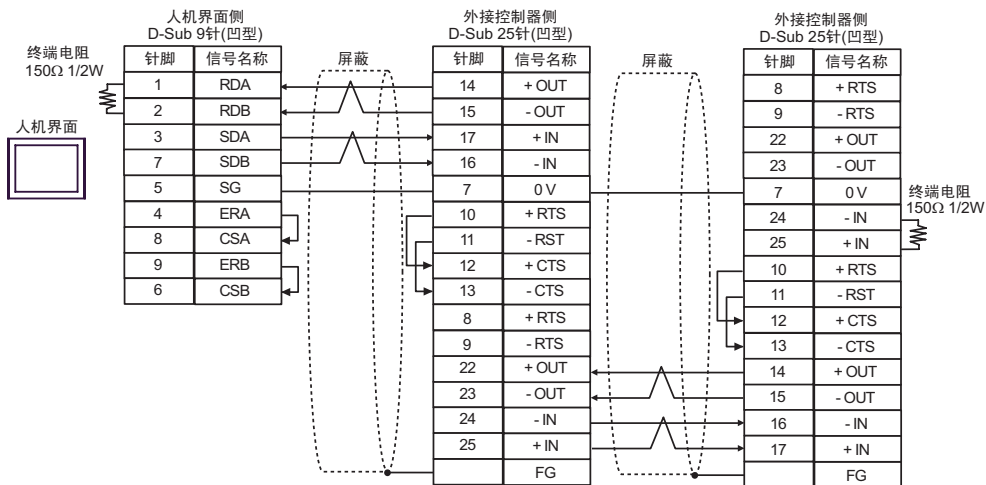 人机界面侧
D-Sub 9针(凹型)
终端电阻
150Ω 1/2W
人机界面
针脚 信号名称
1 RDA
2 RDB
3 SDA
7 SDB
5 SG
4 ERA
8 CSA
9 ERB
6 CSB
屏蔽
外接控制器侧
D-Sub 25针(凹型)
针脚 信号名称
14 + OUT
15 - OUT
17 + IN
16 - IN
7 0 V
10 + RTS
11 - RST
12 + CTS
13 - CTS
8 + RTS
9 - RTS
22 + OUT
23 - OUT
24 - IN
25 + IN
FG
屏蔽
外接控制器侧
D-Sub 25针(凹型)
针脚 信号名称
8 + RTS
9 - RTS
22 + OUT
23 - OUT
7 0 V
24 - IN
25 + IN
10 + RTS
11 - RST
12 + CTS
13 - CTS
14 + OUT
15 - OUT
16 - IN
17 + IN
FG
终端电阻
150Ω 1/2W